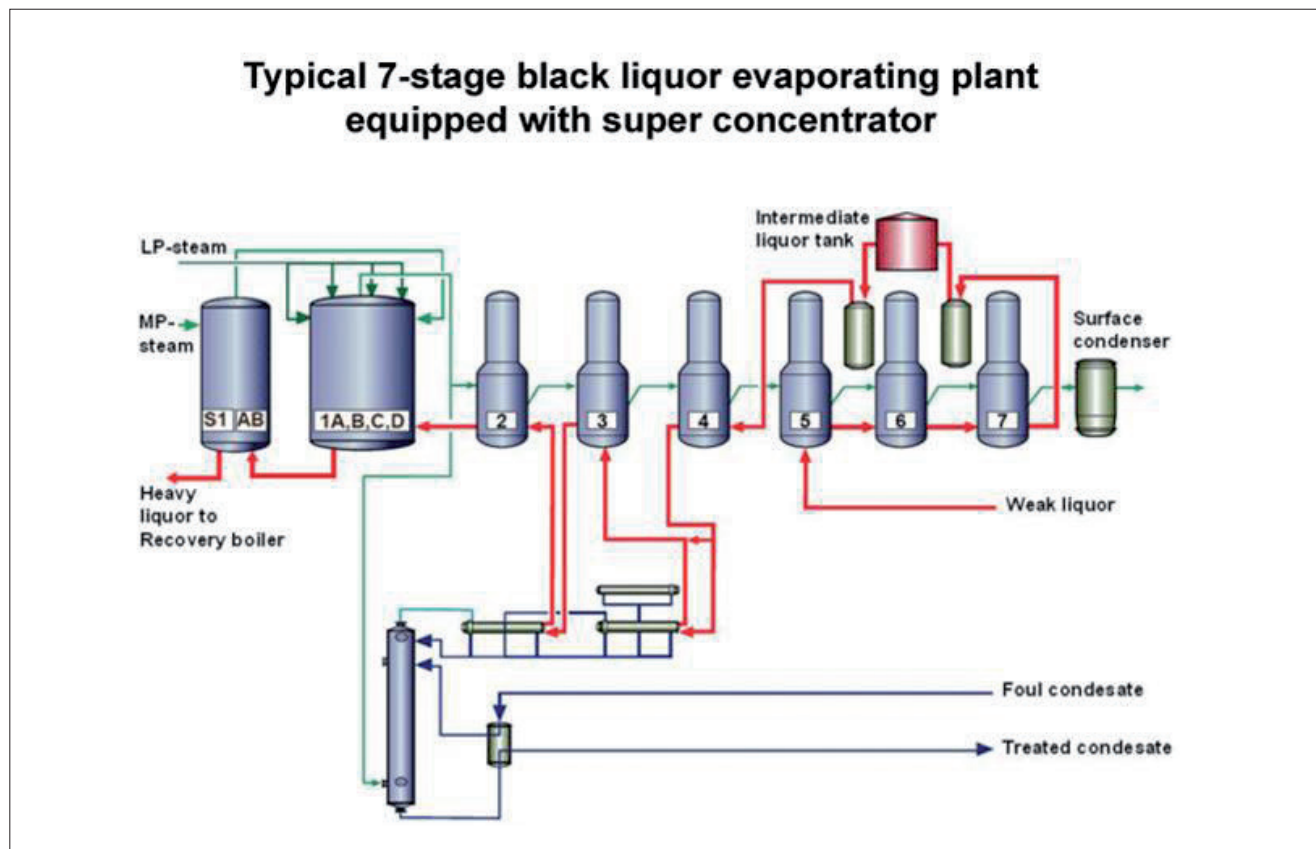 Typical 7-stage black liquor evaporating plant
equipped with super concentrator
LP-steam
MP-
steam
Intermediate
liquor tank
Surface
condenser
S1 AB
1A,B,C,D
2
3
4
5
6
7
Heavy
liquor to
Recovery boiler
Weak liquor
Foul condesate
Treated condesate